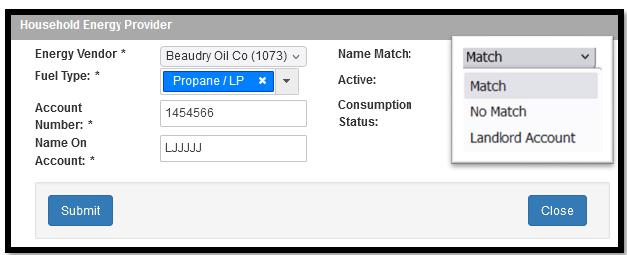 Household Energy Provider
Energy Vendor * Beaudry Oil Co (1073)
Name Match: Match
Fuel Type: * Propane / LP ×
Active: Match
No Match
Landlord Account
Account Number: * 1454566
Consumption Status:
Name On Account: * LJJJJJ
Submit Close